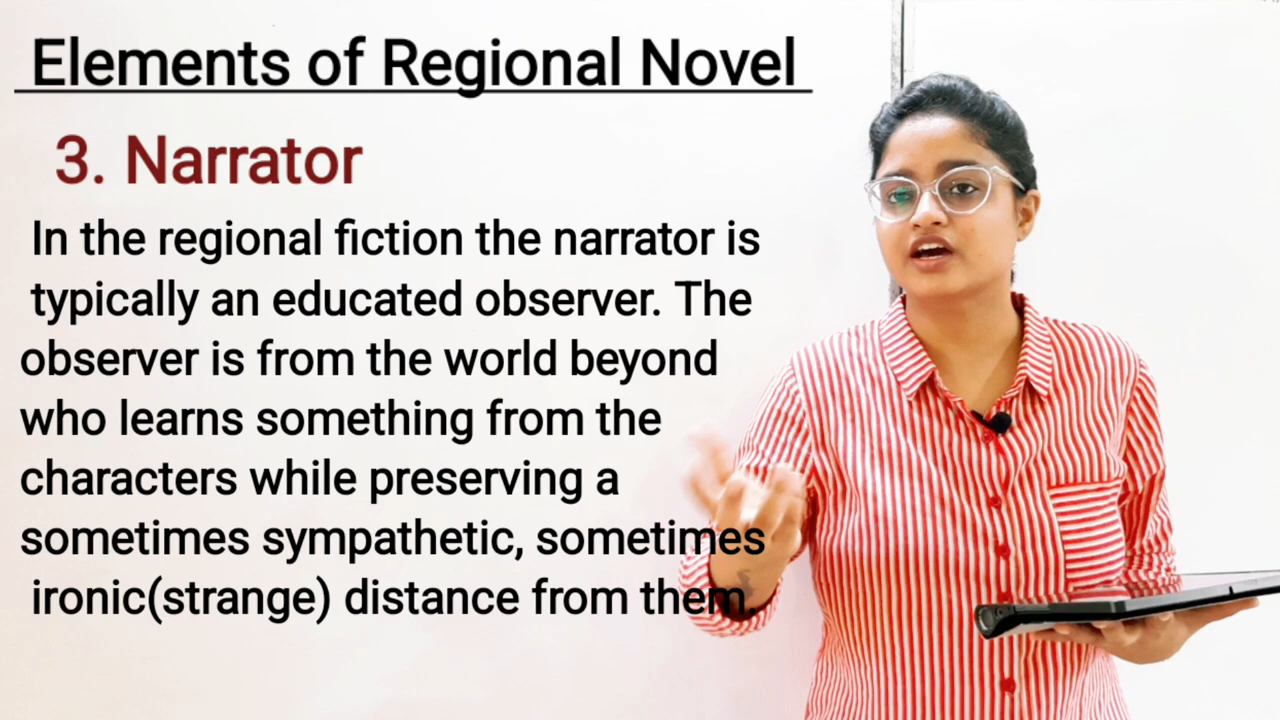 Elements of Regional Novel
3. Narrator
In the regional fiction the narrator is
typically an educated observer. The
observer is from the world beyond
who learns something from the
characters while preserving a
sometimes sympathetic, sometimes
ironic(strange) distance from them.